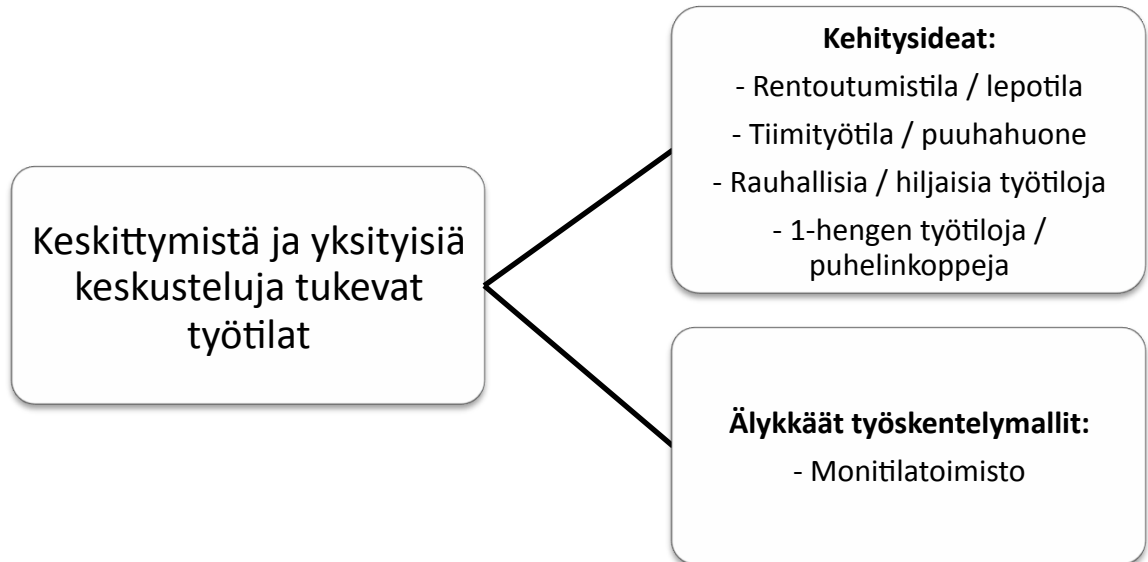 Keskittymistä ja yksityisiä
keskusteluja tukevat
työtilat
Kehitysideat:
- Rentoutumistila / lepotila
- Tiimityötila / puuhahuone
- Rauhallisia / hiljaisia työtiloja
- 1-hengen työtiloja /
puhelinkoppeja
Älykkäät työskentelymallit:
- Monitilatoimisto